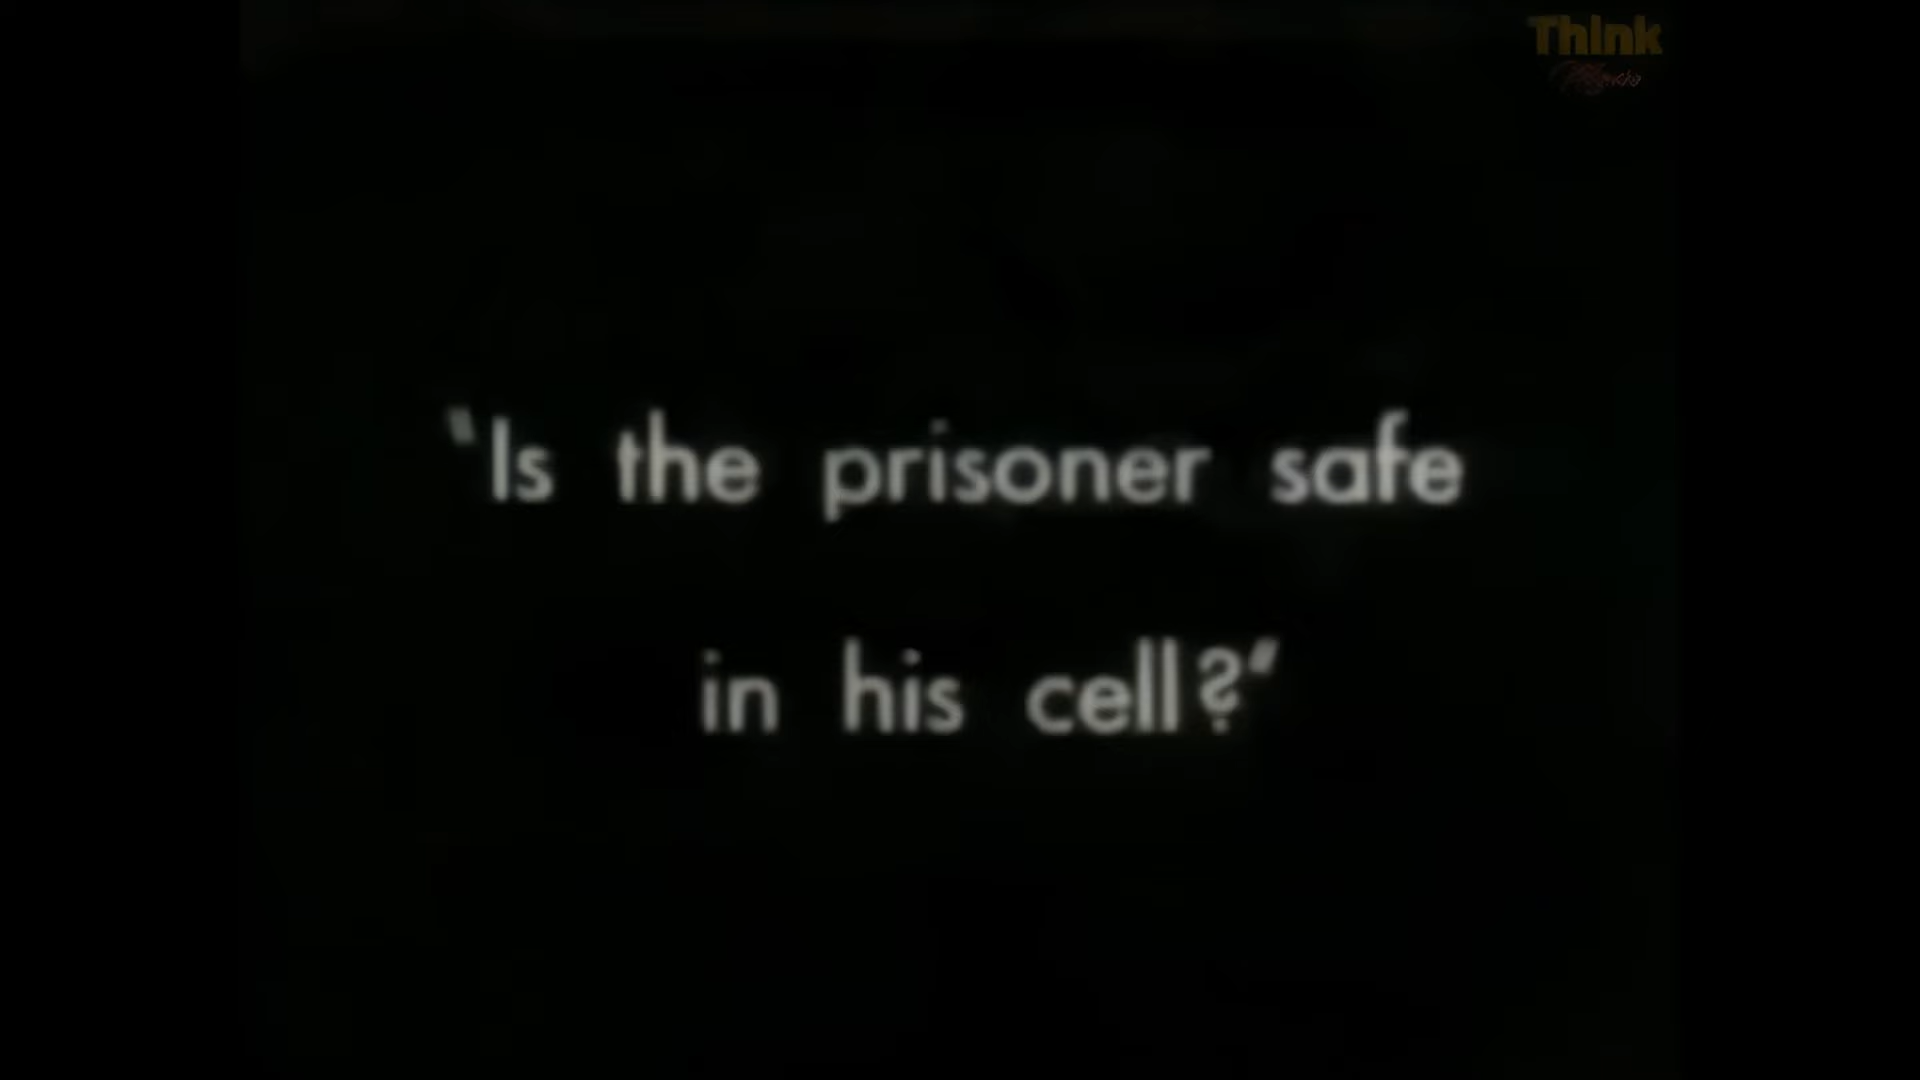 Think
"Is the prisoner safe
in his cell?"